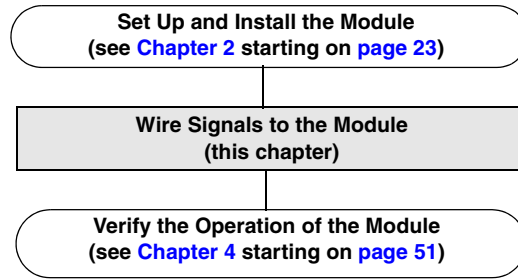 Set Up and Install the Module
(see Chapter 2 starting on page 23)
Wire Signals to the Module
(this chapter)
Verify the Operation of the Module
(see Chapter 4 starting on page 51)